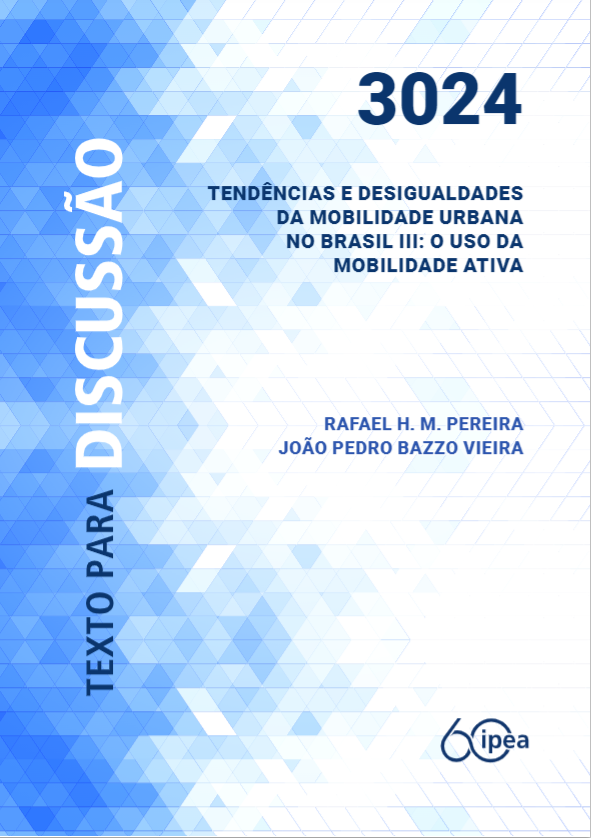 3024
TENDÊNCIAS E DESIGUALDADES
DA MOBILIDADE URBANA
NO BRASIL III: O USO DA
MOBILIDADE ATIVA
RAFAEL H. M. PEREIRA
JOÃO PEDRO BAZZO VIEIRA
TEXTO PARA DISCUSSÃO
60 ipea